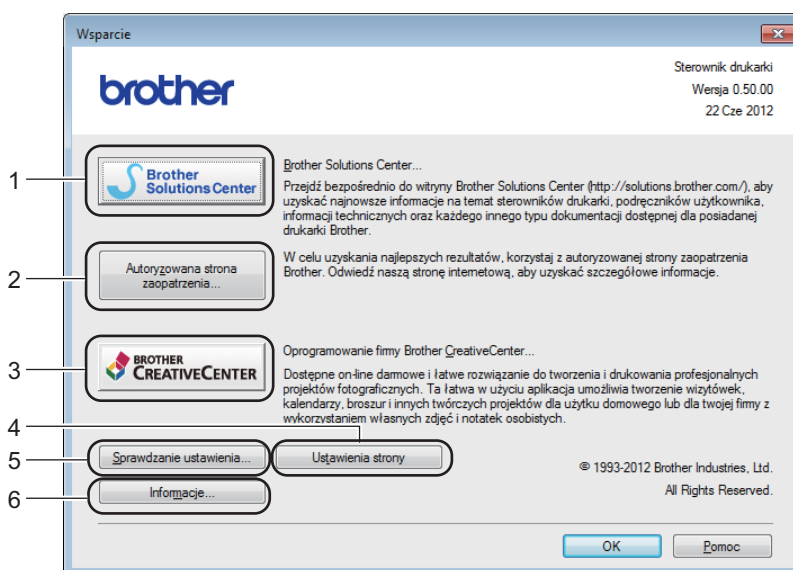 Wsparcie
brother
Sterownik drukarki
Wersja 0.50.00
22 Cze 2012
1
Brother
Solutions Center
Brother Solutions Center...
Przejdź bezpośrednio do witryny Brother Solutions Center (http://solutions.brother.com/), aby
uzyskać najnowsze informacje na temat sterowników drukarki, podręczników użytkownika,
informacji technicznych oraz każdego innego typu dokumentacji dostępnej dla posiadanej
drukarki Brother.
2
Autoryzowana strona
zaopatrzenia...
W celu uzyskania najlepszych rezultatów, korzystaj z autoryzowanej strony zaopatrzenia
Brother. Odwiedź naszą stronę internetową, aby uzyskać szczegółowe informacje.
3
BROTHER
CREATIVECENTER
Oprogramowanie firmy Brother CreativeCenter...
Dostępne on-line darmowe i łatwe rozwiązanie do tworzenia i drukowania profesjonalnych
projektów fotograficznych. Ta łatwa w użyciu aplikacja umożliwia tworzenie wizytówek,
kalendarzy, broszur i innych twórczych projektów dla użytku domowego lub dla twojej firmy z
wykorzystaniem własnych zdjęć i notatek osobistych.
4
5
Sprawdzanie ustawienia...
Ustawienia strony
6
Informacje...
© 1993-2012 Brother Industries, Ltd.
All Rights Reserved.
OK
Pomoc